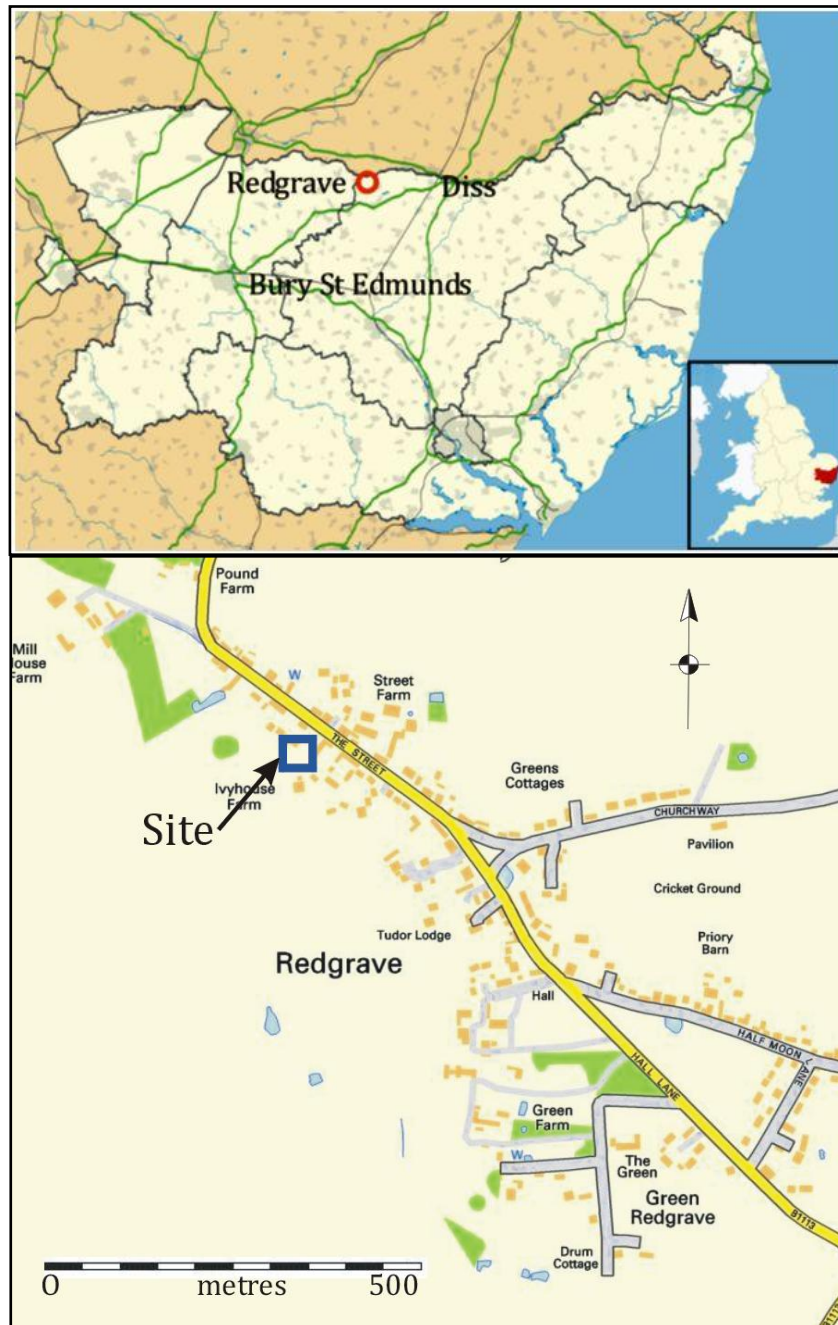 Redgrave
Diss
Bury St Edmunds
Pound
Farm
Mill
House
Farm
W
Street
Farm
THE STREET
Ivyhouse
Farm
Site
Greens
Cottages
CHURCHWAY
Pavilion
Cricket Ground
Tudor Lodge
Priory
Barn
Redgrave
Hall
HALF MOON LANE
HALL LANE
Green
Farm
W
The
Green
Green
Redgrave
B1113
Drum
Cottage
O metres 500